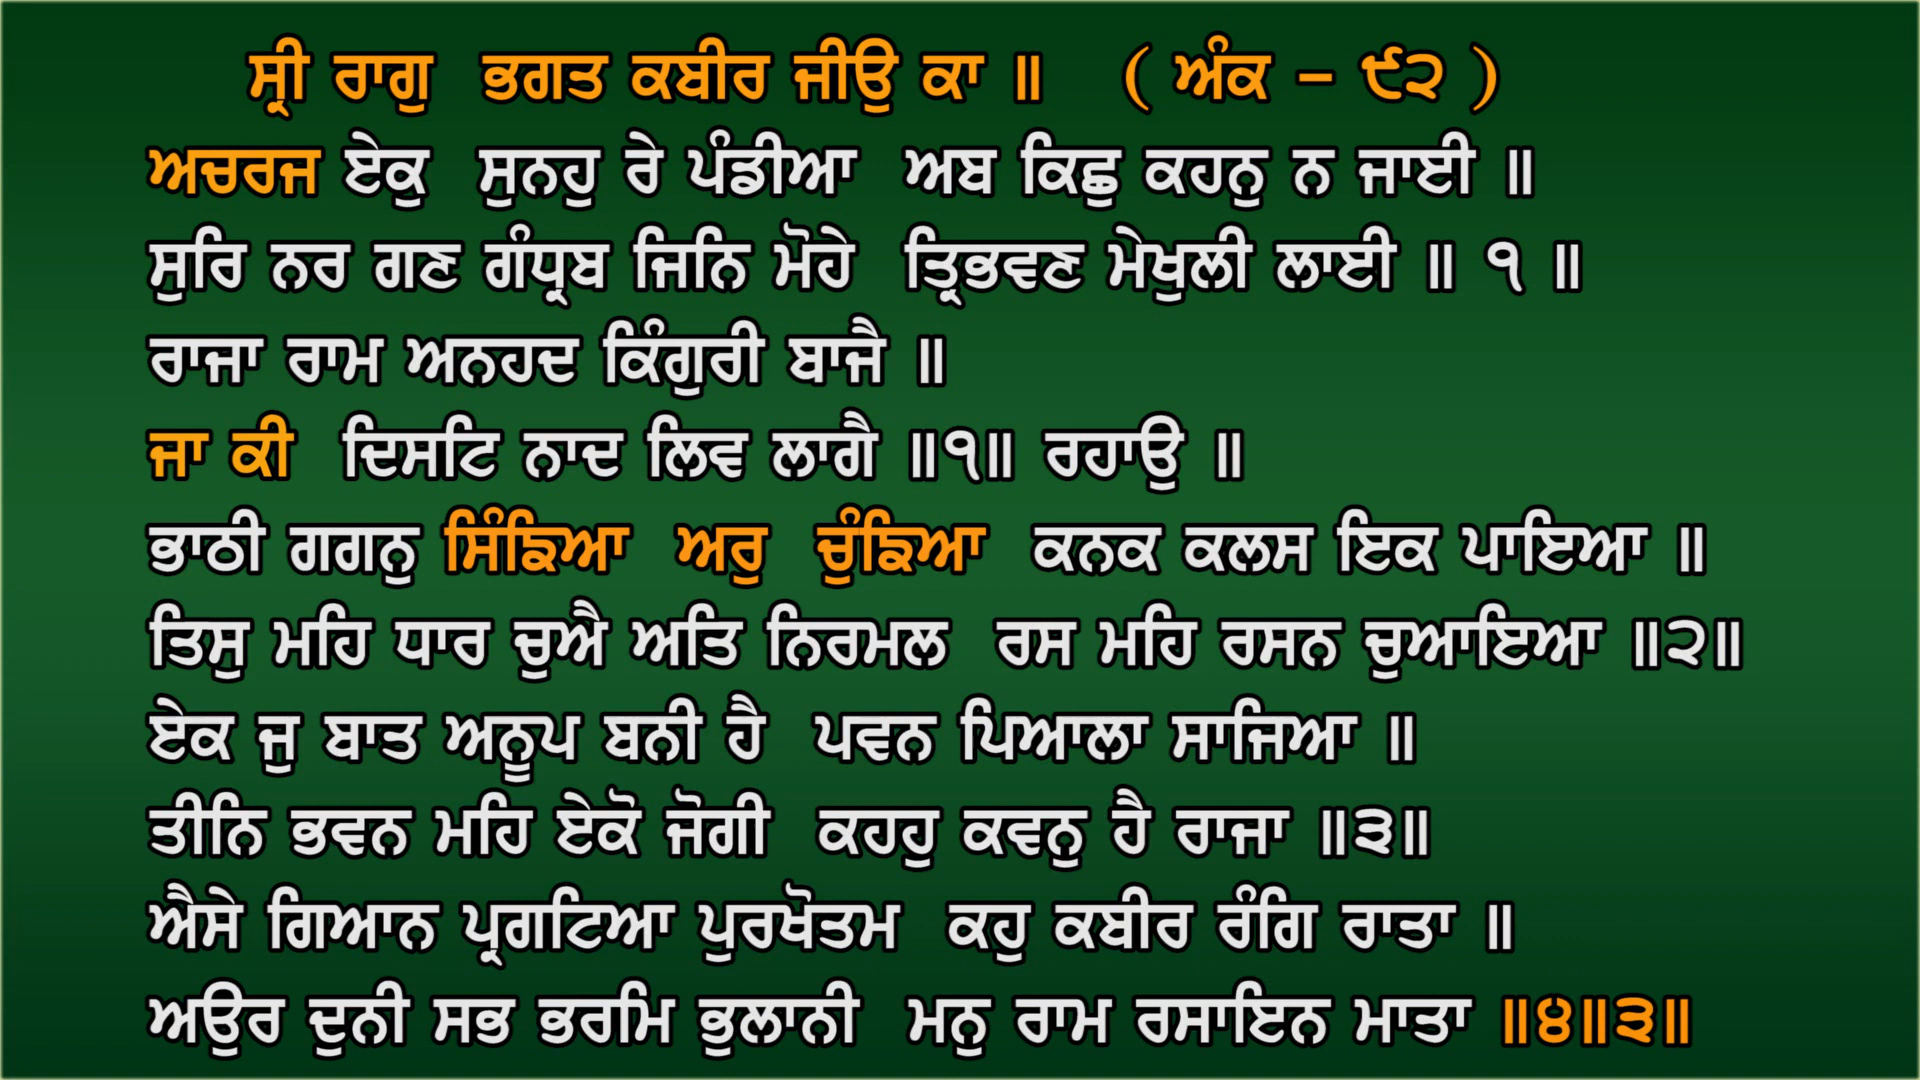 ਸ੍ਰੀ ਰਾਗੁ ਭਗਤ ਕਬੀਰ ਜੀਉ ਕਾ ॥ ( ਅੰਕ – ੯੨ )
ਅਚਰਜ ਏਕੁ ਸੁਨਹੁ ਰੇ ਪੰਡੀਆ ਅਬ ਕਿਛੁ ਕਹਨੁ ਨ ਜਾਈ ॥
ਸੁਰਿ ਨਰ ਗਣ ਗੰਧ੍ਰਬ ਜਿਨਿ ਮੋਹੇ ਤ੍ਰਿਭਵਣ ਮੇਖੁਲੀ ਲਾਈ ॥ ੧ ॥
ਰਾਜਾ ਰਾਮ ਅਨਹਦ ਕਿੰਗੁਰੀ ਬਾਜੈ ॥
ਜਾ ਕੀ ਦਿਸਟਿ ਨਾਦ ਲਿਵ ਲਾਗੈ ॥੧॥ ਰਹਾਉ ॥
ਭਾਠੀ ਗਗਨੁ ਸਿੰਙਿਆ ਅਰੁ ਚੁੰਙਿਆ ਕਨਕ ਕਲਸ ਇਕ ਪਾਇਆ ॥
ਤਿਸੁ ਮਹਿ ਧਾਰ ਚੁਐ ਅਤਿ ਨਿਰਮਲ ਰਸ ਮਹਿ ਰਸਨ ਚੁਆਇਆ ॥੨॥
ਏਕ ਜੁ ਬਾਤ ਅਨੂਪ ਬਨੀ ਹੈ ਪਵਨ ਪਿਆਲਾ ਸਾਜਿਆ ॥
ਤੀਨਿ ਭਵਨ ਮਹਿ ਏਕੋ ਜੋਗੀ ਕਹਹੁ ਕਵਨੁ ਹੈ ਰਾਜਾ ॥੩॥
ਐਸੇ ਗਿਆਨ ਪ੍ਰਗਟਿਆ ਪੁਰਖੋਤਮ ਕਹੁ ਕਬੀਰ ਰੰਗਿ ਰਾਤਾ ॥
ਅਉਰ ਦੁਨੀ ਸਭ ਭਰਮਿ ਭੁਲਾਨੀ ਮਨੁ ਰਾਮ ਰਸਾਇਨ ਮਾਤਾ ॥੪॥੩॥